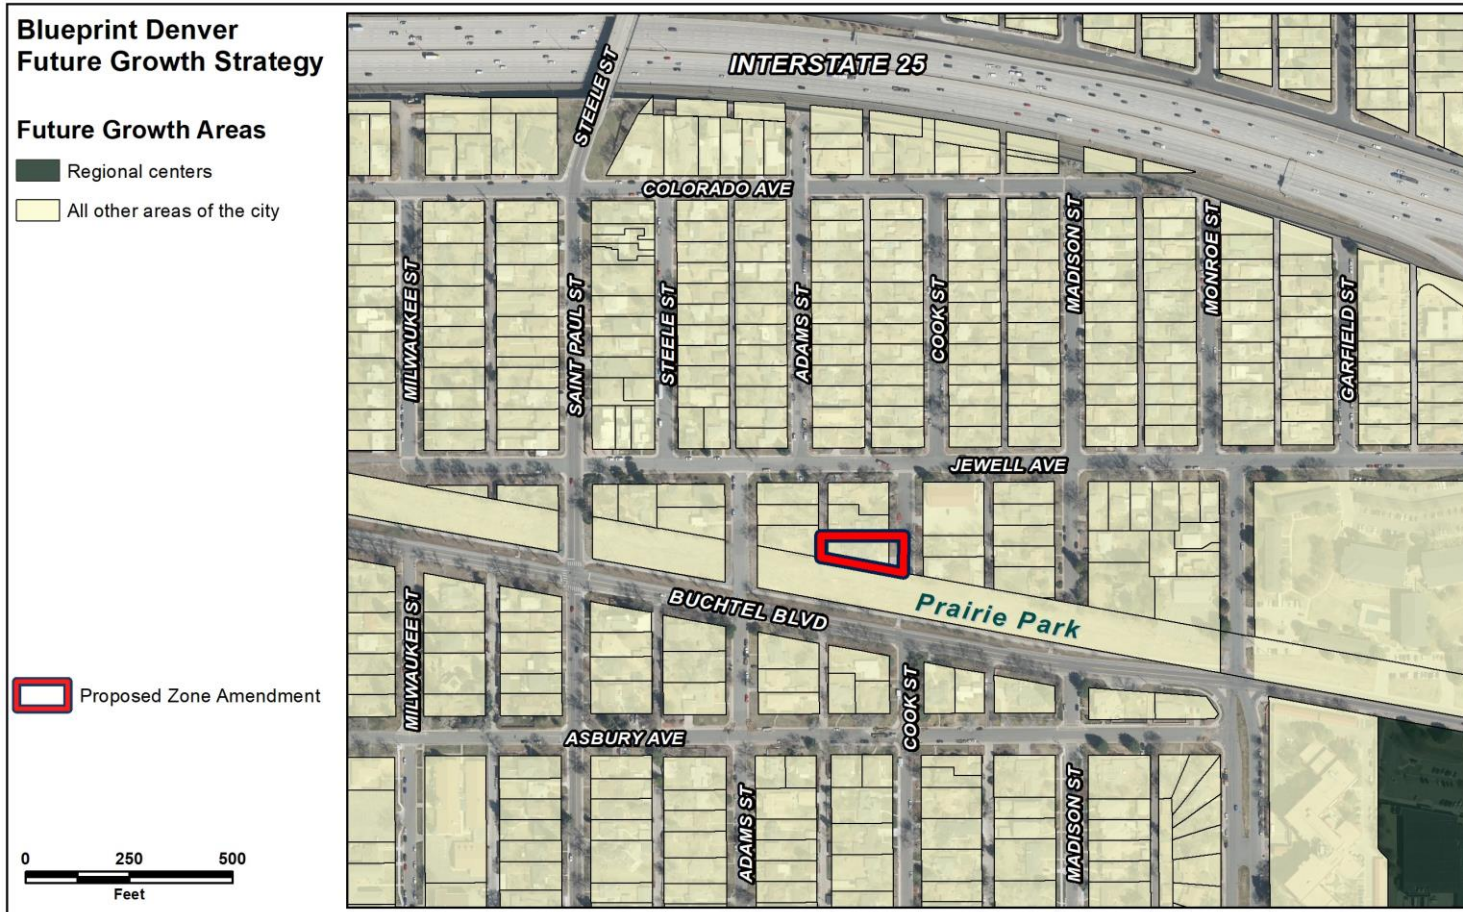 Blueprint Denver
Future Growth Strategy
Future Growth Areas
Regional centers
All other areas of the city
Proposed Zone Amendment
0 250 500
Feet
INTERSTATE 25
STEELE ST
COLORADO AVE
MILWAUKEE ST
SAINT PAUL ST
STEELE ST
ADAMS ST
COOK ST
MADISON ST
MONROE ST
GARFIELD ST
JEWELL AVE
BUCHTEL BLVD
Prairie Park
MILWAUKEE ST
ASBURY AVE
COOK ST
ADAMS ST
MADISON ST